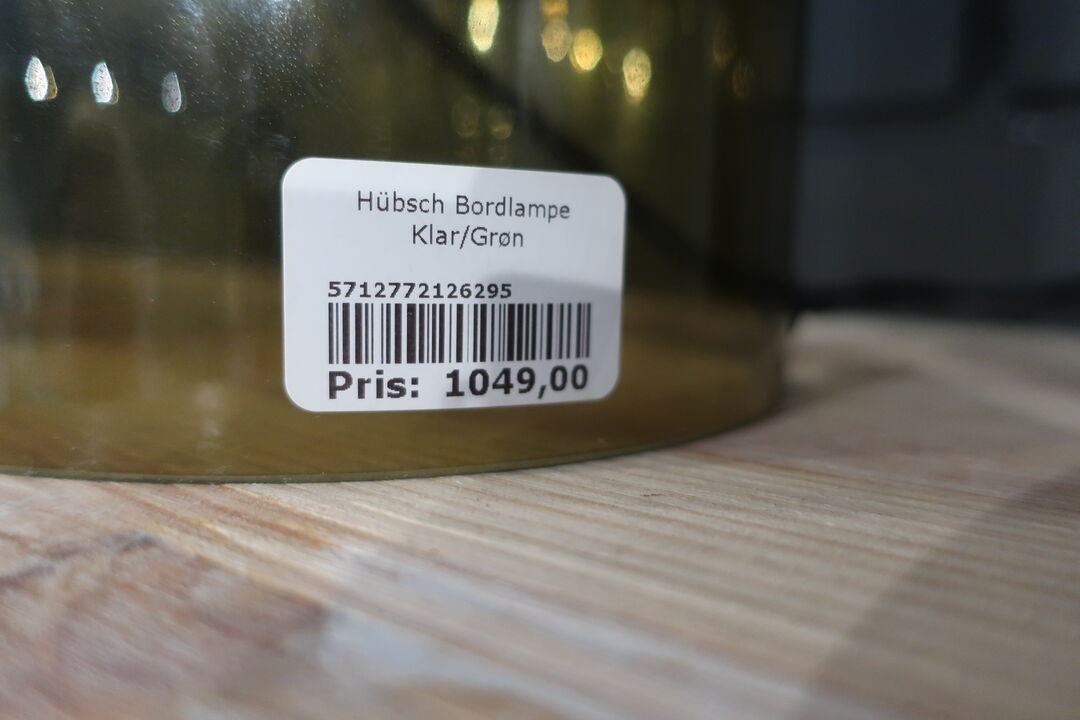 Hübsch Bordlampe
Klar/Grøn
5712772126295
Pris: 1049,00